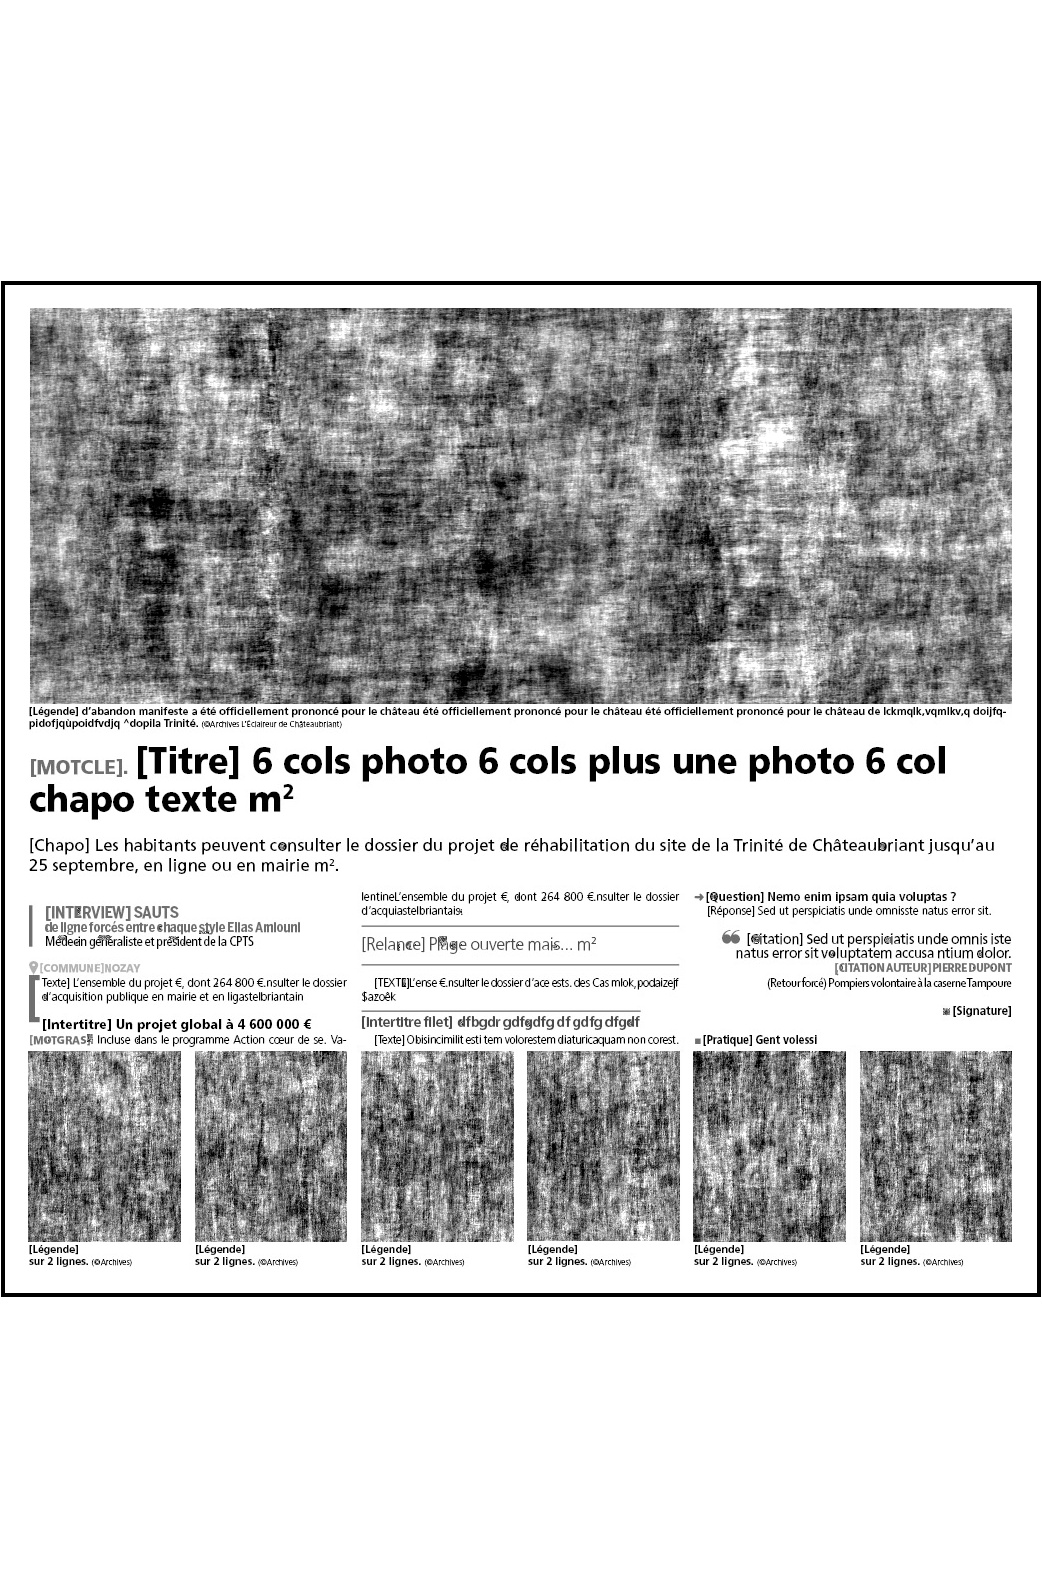 [Légende] d'abandon manifeste a été officiellement prononcé pour le château été officiellement prononcé pour le château été officiellement prononcé pour le château de lckmqlk,vqmlkv,q doijfq-
pidofjqùpoidfvdjq ^dopila Trinité. (©Archives L'Éclaireur de Châteaubriant)
[MOTCLE]. [Titre] 6 cols photo 6 cols plus une photo 6 col
chapo texte m²
[Chapo] Les habitants peuvent consulter le dossier du projet de réhabilitation du site de la Trinité de Châteaubriant jusqu'au
25 septembre, en ligne ou en mairie m².
[INTERVIEW] SAUTS
de ligne forcés entre chaque style Elias Amiouni
Médecin généraliste et président de la CPTS
[COMMUNE]NOZAY
Texte] L'ensemble du projet €, dont 264 800 €.nsulter le dossier
d'acquisition publique en mairie et en ligastelbriantain
[Intertitre] Un projet global à 4 600 000 €
[MOTGRAS] Incluse dans le programme Action cœur de se. Va-
lentineL'ensemble du projet €, dont 264 800 €.nsulter le dossier
d'acquiastelbriantais
[Relance] ouverte mais... m²
[TEXTE]L'ense €.nsulter le dossier d'ace ests. des Cas mlok, podaizejf
$azoêk
[Intertitre filet] dfbgdr gdfgdfg df gdfg dfgdf
[Texte] Obisincimilit esti tem volorestem diaturicaquam non corest.
➔[Question] Nemo enim ipsam quia voluptas ?
[Réponse] Sed ut perspiciatis unde omnisste natus error sit.
❝ [Citation] Sed ut perspiciatis unde omnis iste
natus error sit voluptatem accusa ntium dolor.
[CITATION AUTEUR] PIERRE DUPONT
(Retour forcé) Pompiers volontaire à la caserne Tampoure
[Signature]
■ [Pratique] Gent volessi
[Légende]
sur 2 lignes. (©Archives)
[Légende]
sur 2 lignes. (©Archives)
[Légende]
sur 2 lignes. (©Archives)
[Légende]
sur 2 lignes. (©Archives)
[Légende]
sur 2 lignes. (©Archives)
[Légende]
sur 2 lignes. (©Archives)